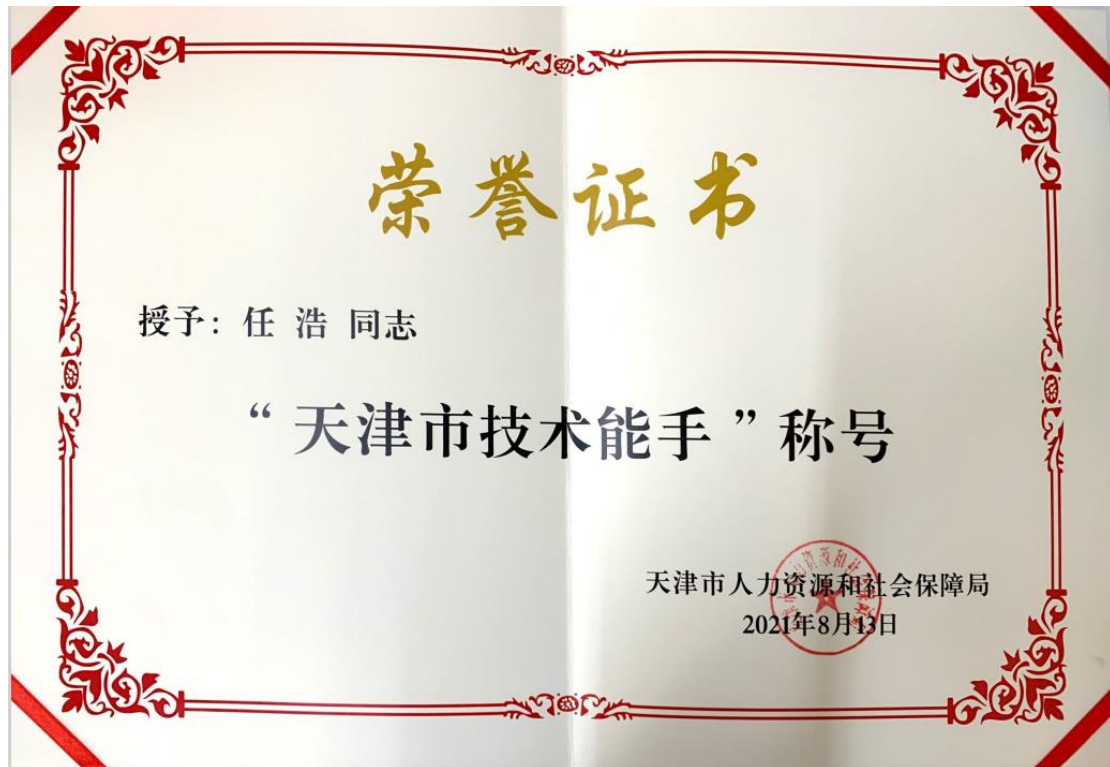 荣誉证书
授予：任 浩 同志
“天津市技术能手”称号
天津市人力资源和社会保障局
2021年8月13日